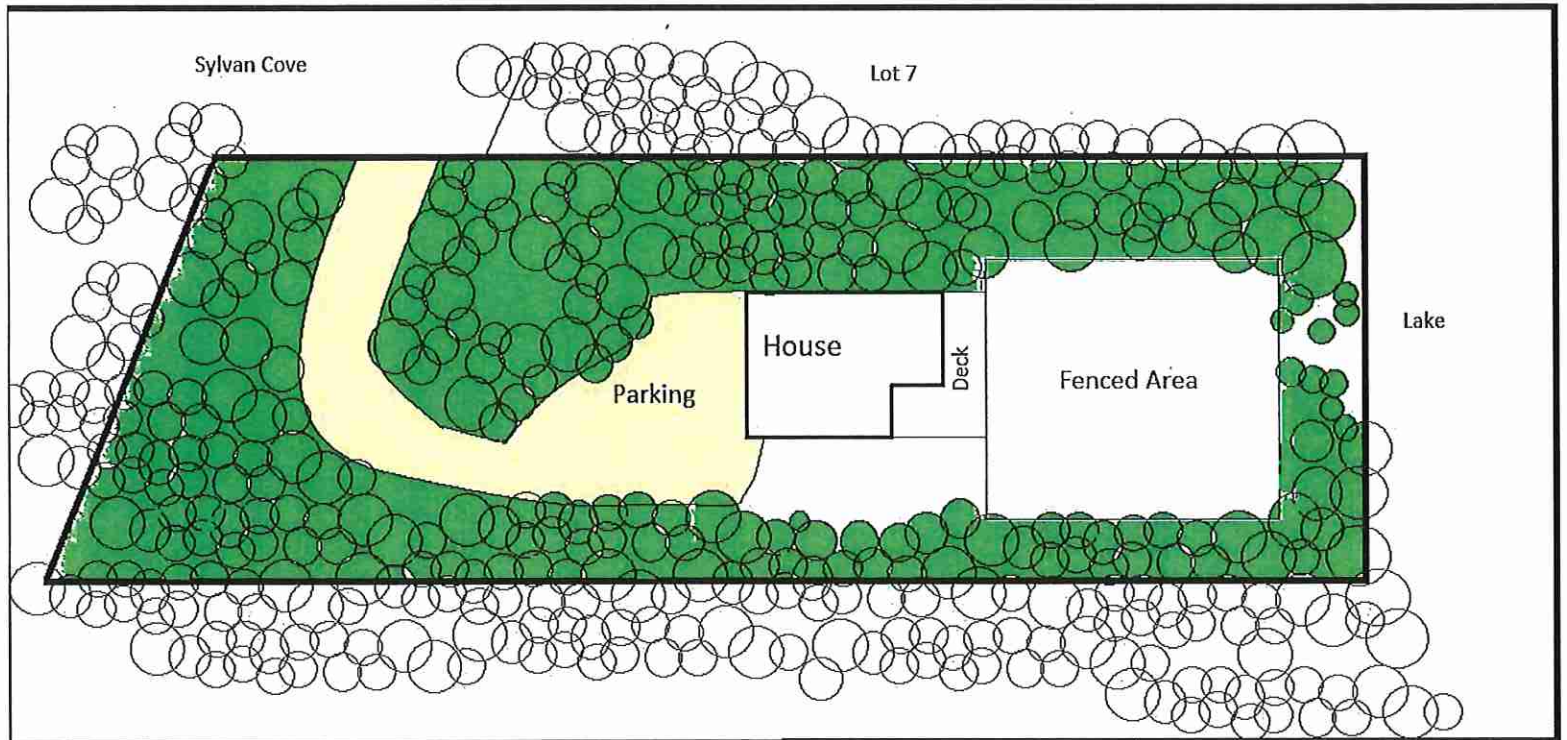 Sylvan Cove
Lot 7
Lake
House
Deck
Fenced Area
Parking